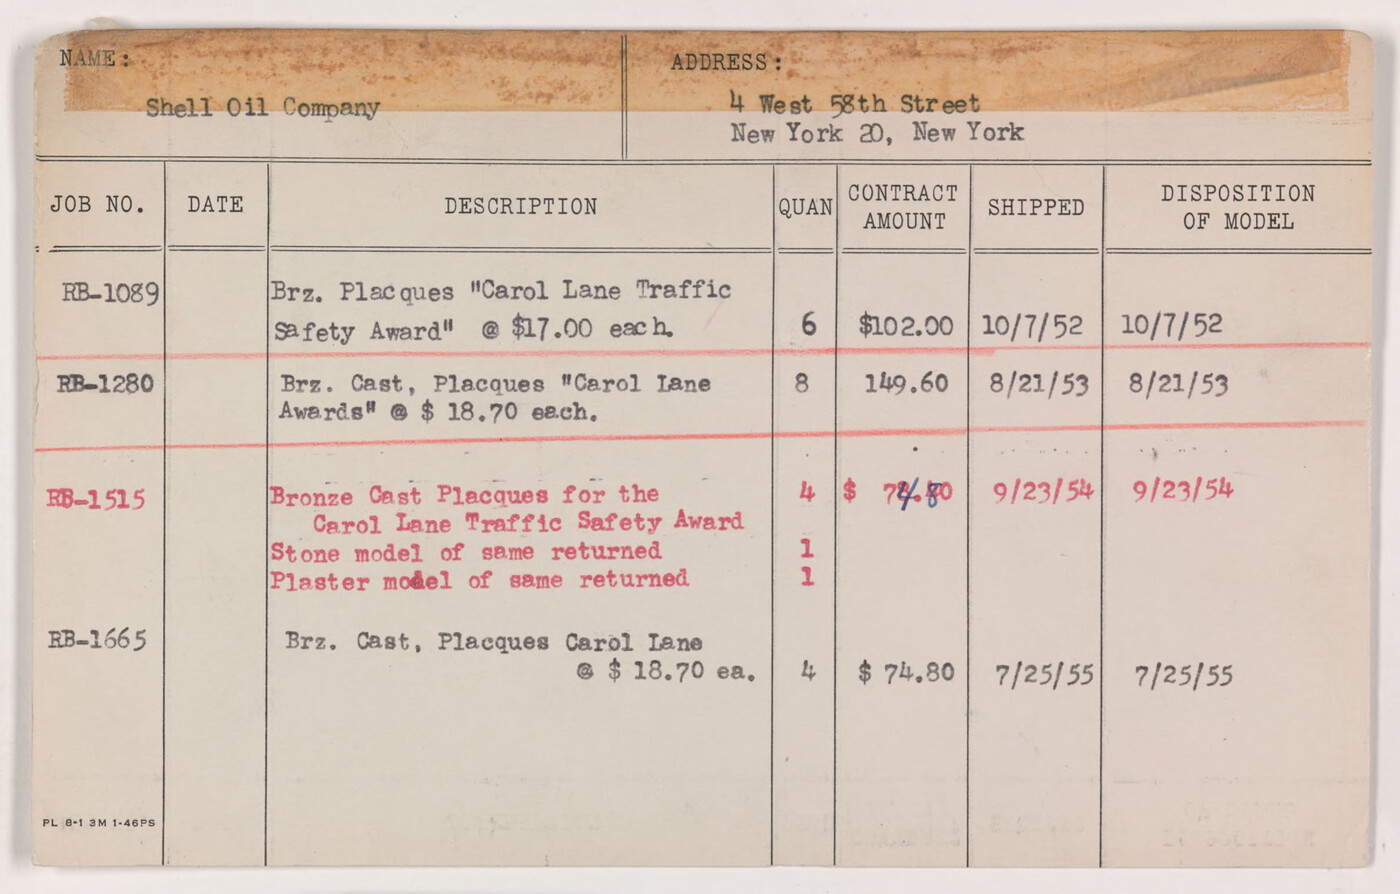 NAME: ADDRESS:
Shell Oil Company 4 West 58th Street
New York 20, New York
JOB NO. DATE DESCRIPTION QUAN CONTRACT AMOUNT SHIPPED DISPOSITION OF MODEL
RB-1089 Brz. Placques "Carol Lane Traffic
Safety Award" @ $17.00 each. 6 $102.00 10/7/52 10/7/52
RB-1280 Brz. Cast, Placques "Carol Lane 8 149.60 8/21/53 8/21/53
Awards" @ $ 18.70 each.
RB-1515 Bronze Cast Placques for the 4 $ 74.80 9/23/54 9/23/54
Carol Lane Traffic Safety Award
Stone model of same returned 1
Plaster model of same returned 1
RB-1665 Brz. Cast, Placques Carol Lane
@ $ 18.70 ea. 4 $ 74.80 7/25/55 7/25/55
PL 8-1 3M 1-46PS